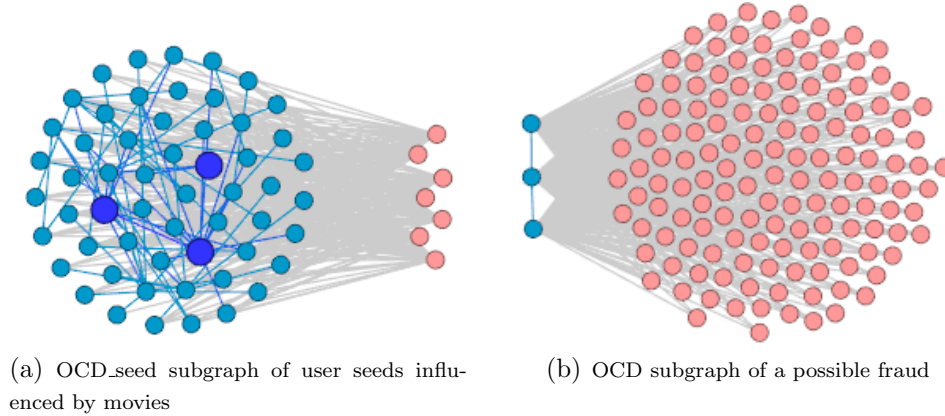 (a) OCD_seed subgraph of user seeds influ-
enced by movies
(b) OCD subgraph of a possible fraud